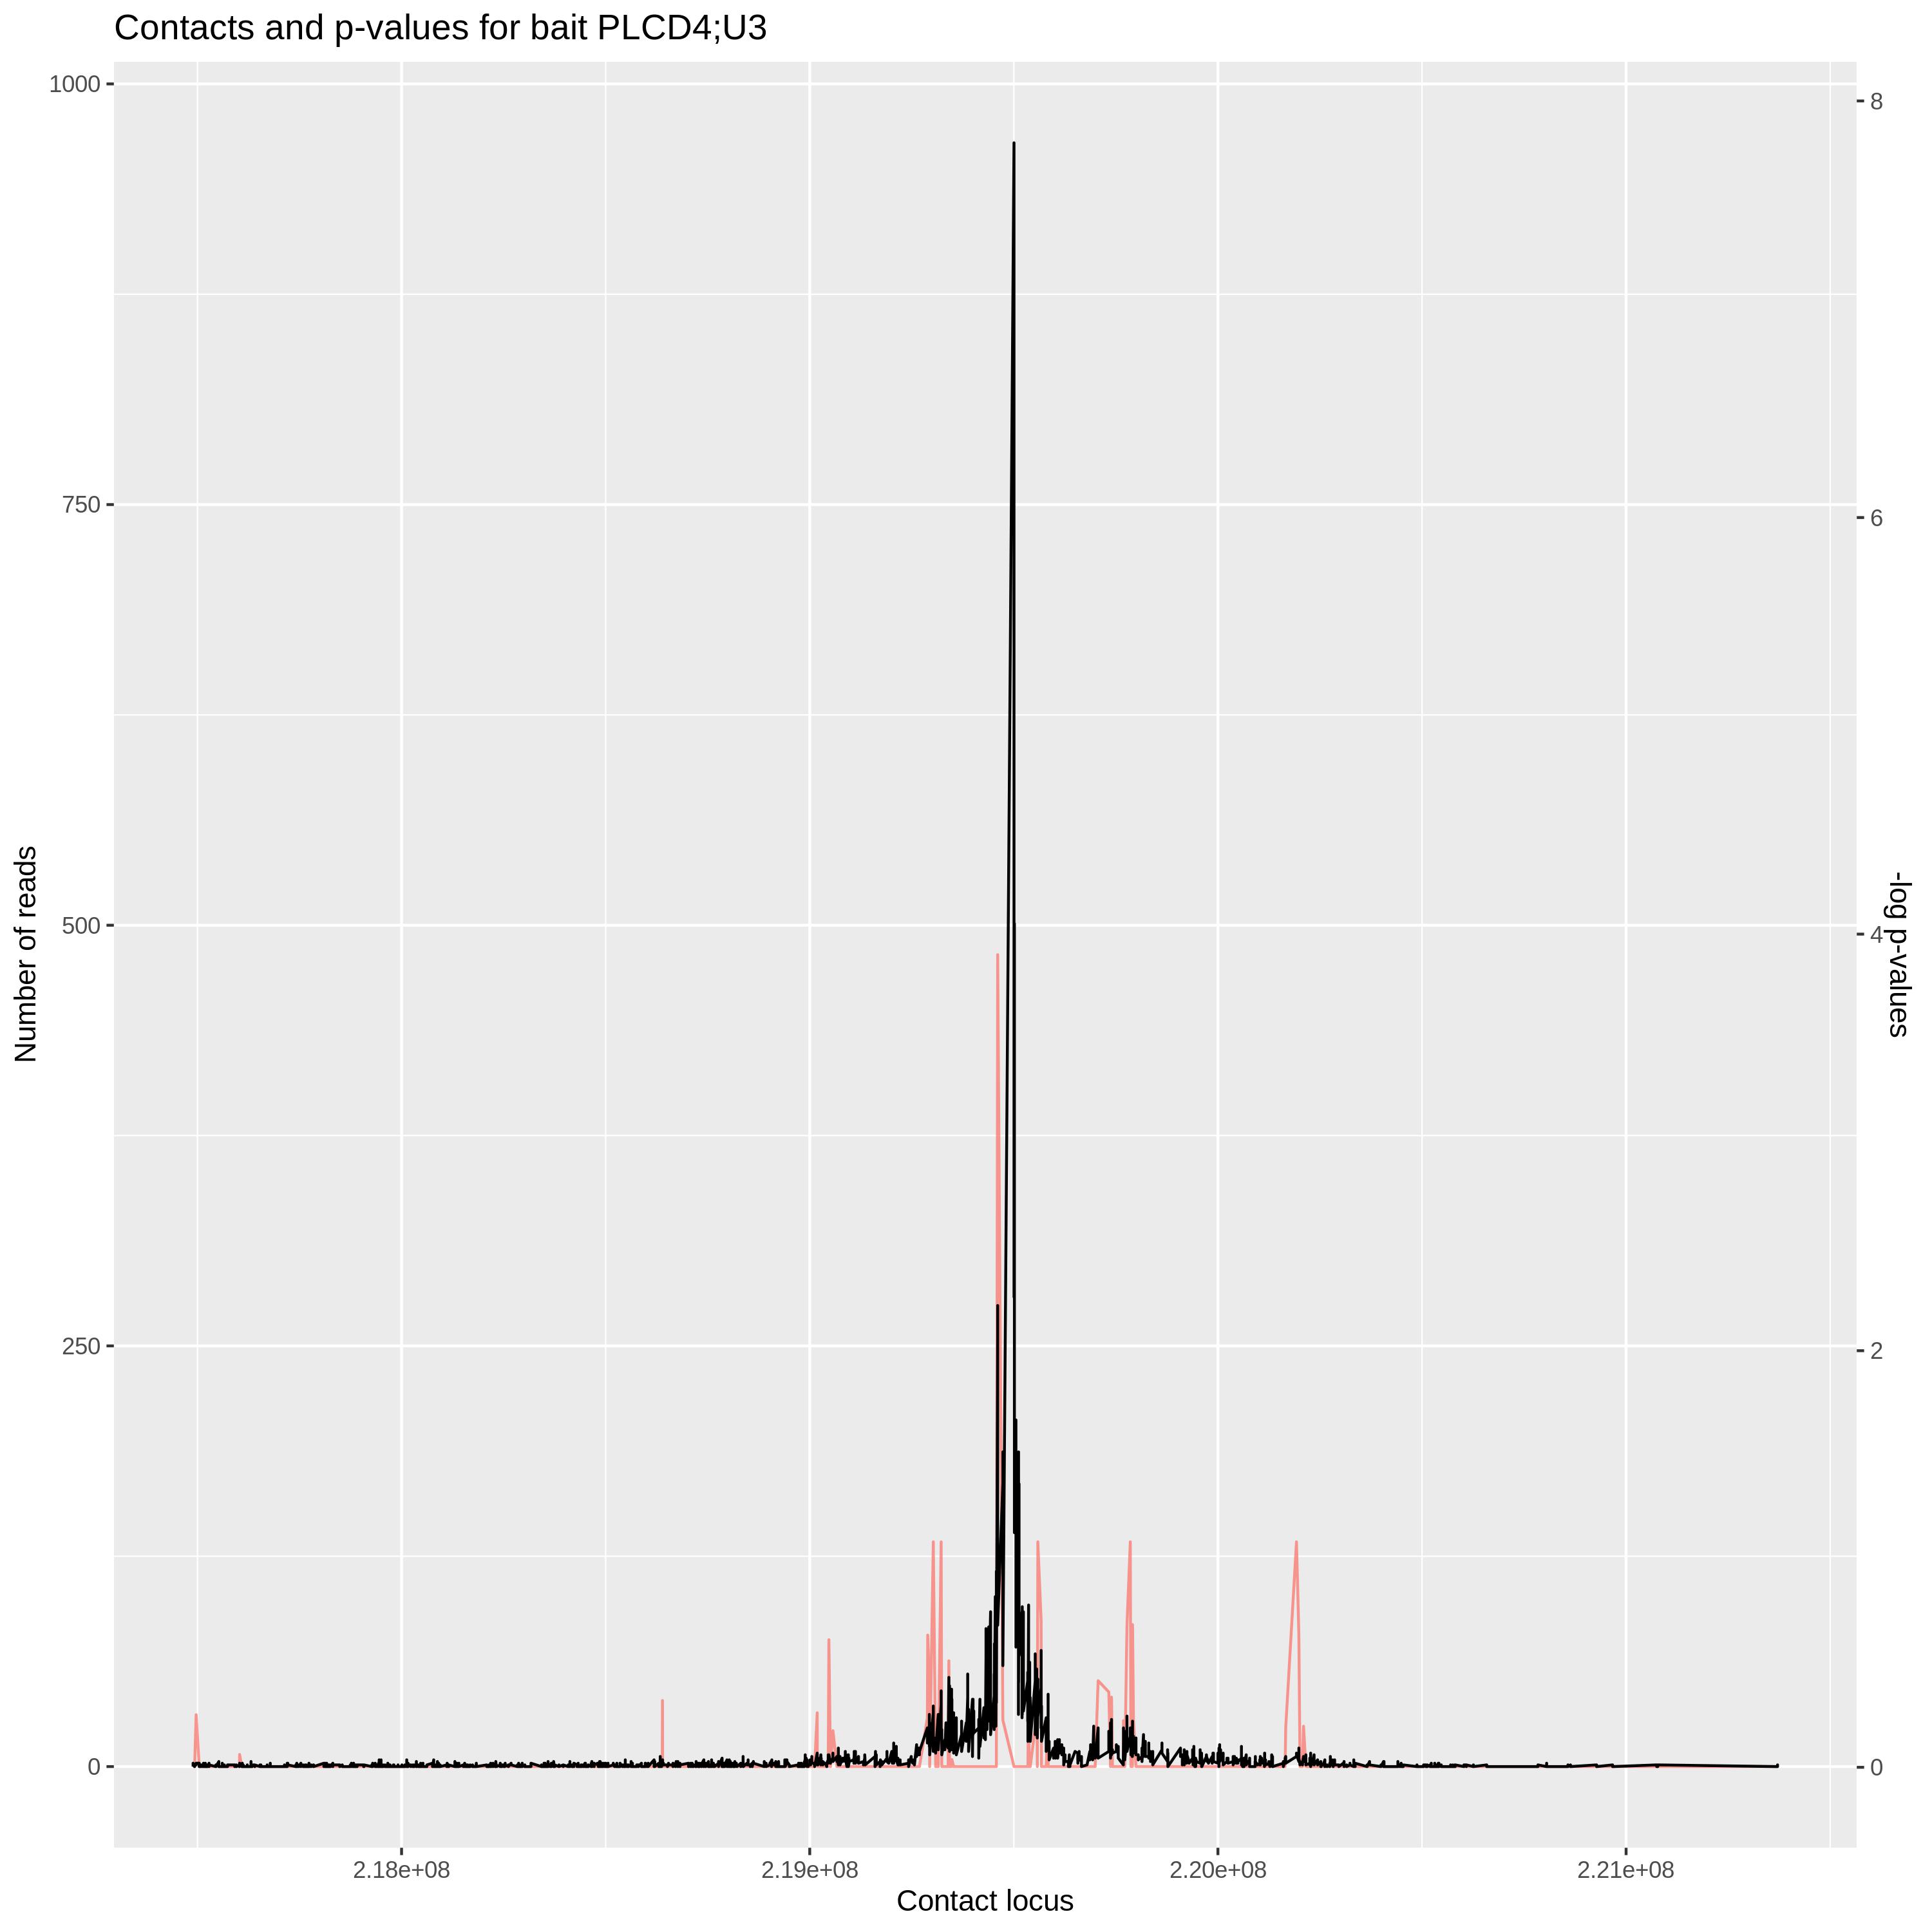 Contacts and p-values for bait PLCD4;U3
1000
750
500
250
0
Number of reads
8
6
4
2
0
-log p-values
2.18e+08
2.19e+08
2.20e+08
2.21e+08
Contact locus